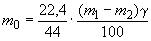 m₀ = 22,4/44 · (m₁ − m₂)γ/100